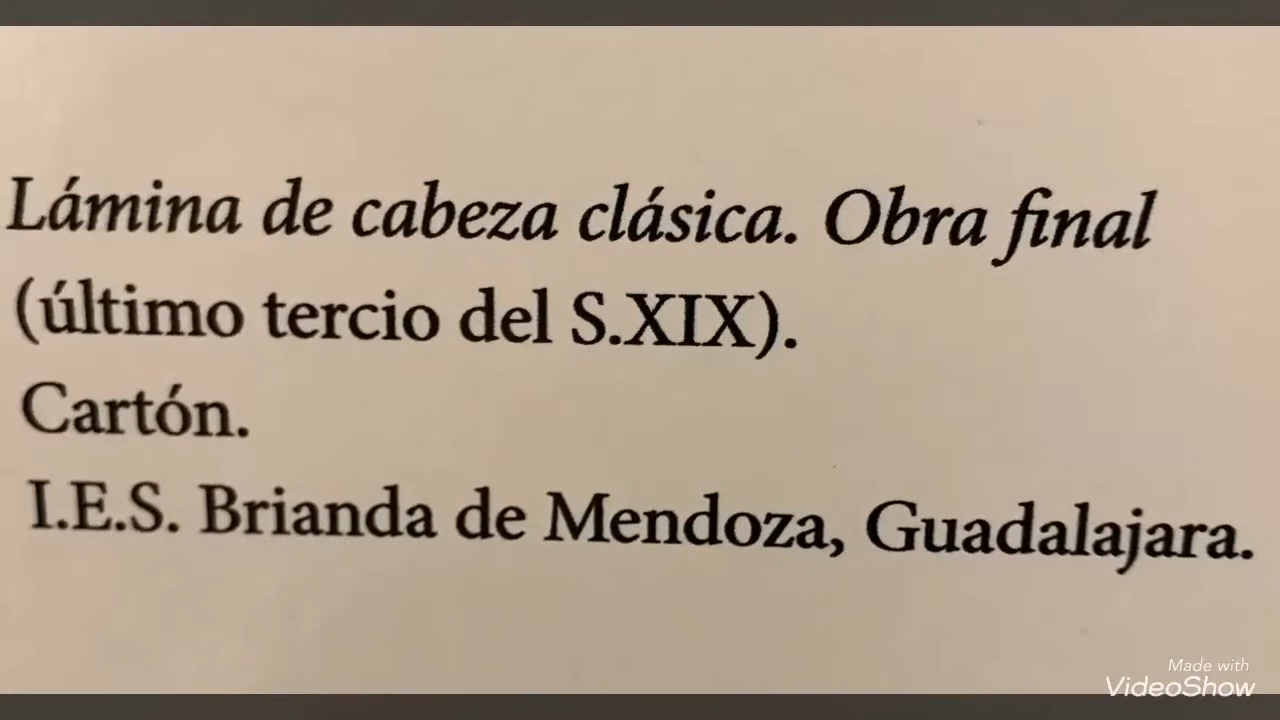 Lámina de cabeza clásica. Obra final
(último tercio del S.XIX).
Cartón.
I.E.S. Brianda de Mendoza, Guadalajara.
Made with
VideoShow